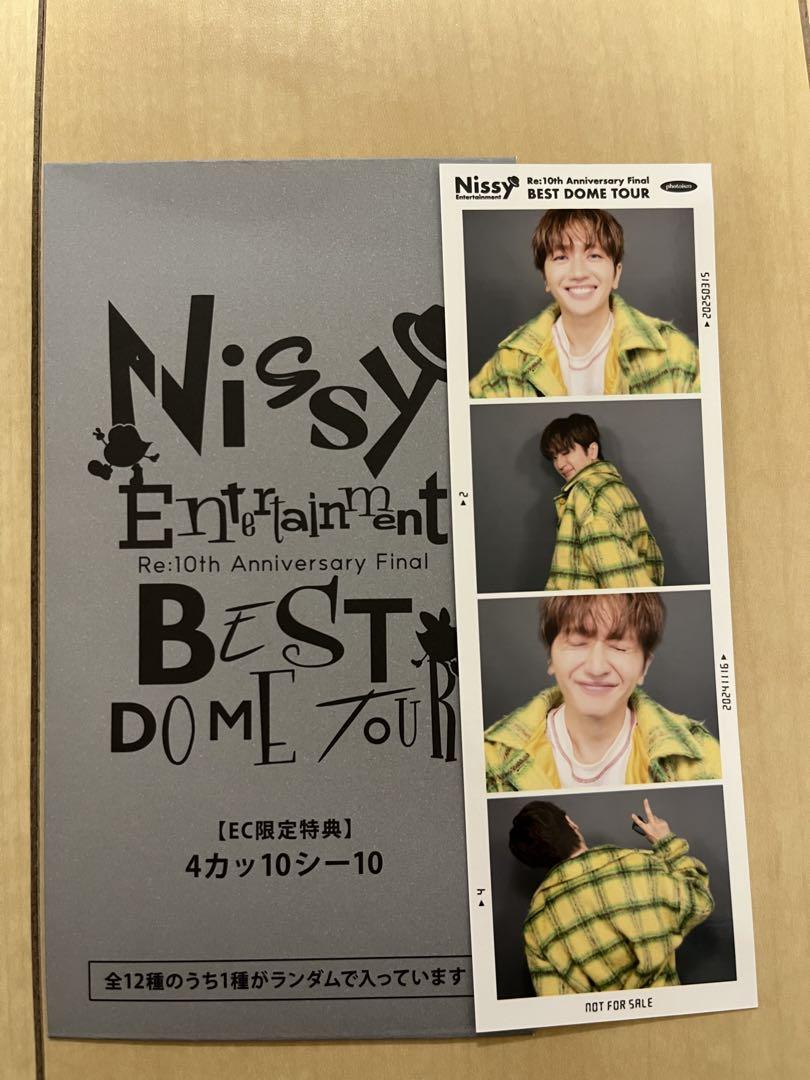 Nissy
Entertainment
Re:10th Anniversary Final
BEST
DOME TOUR
【EC限定特典】
4カッ10シー10
全12種のうち1種がランダムで入っています
Nissy
Entertainment
Re:10th Anniversary Final
BEST DOME TOUR
photoism
20250315
2
20241116
4
NOT FOR SALE